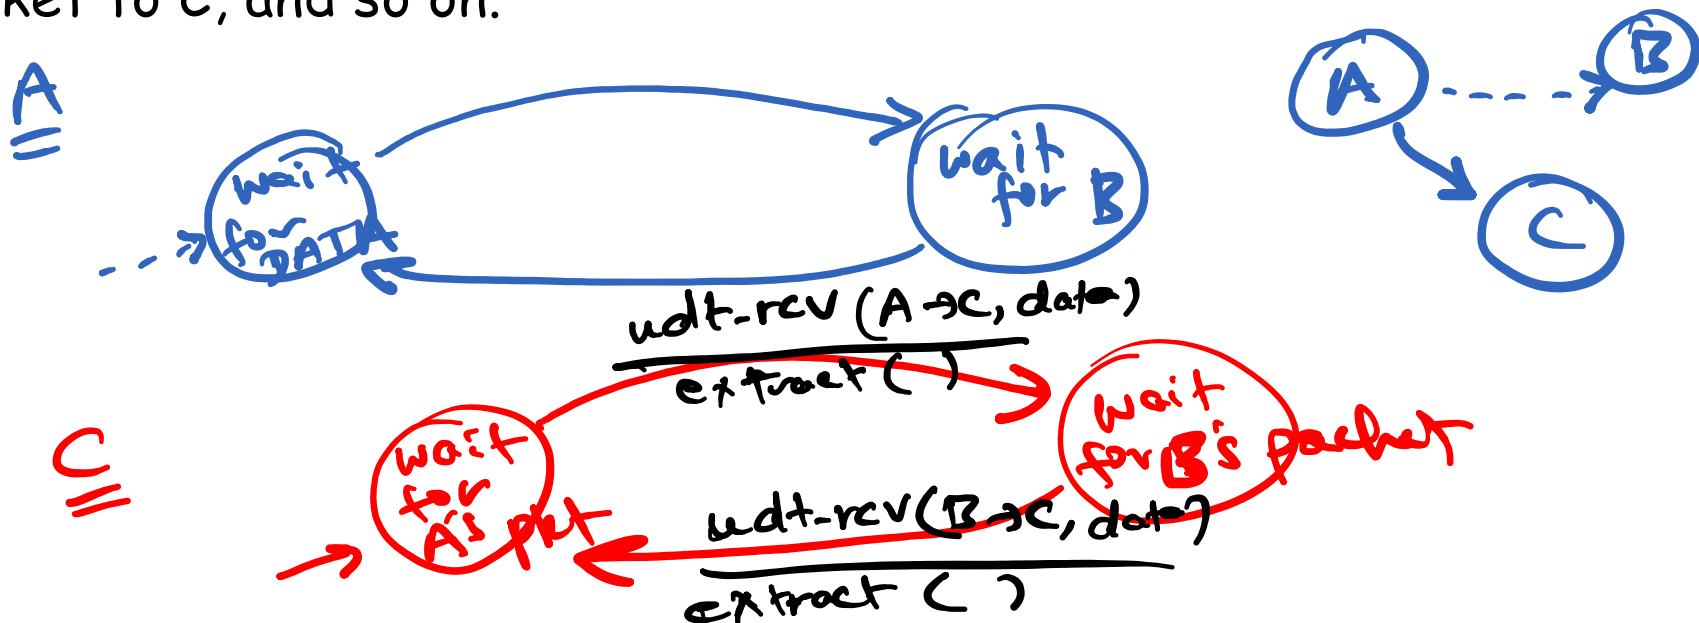 ket to C, and so on.
A
A
B
C
wait
for
DATA
wait
for B
udt-rcv (A→C, data)
extract ( )
C
wait
for
A's pkt
wait
for B's packet
udt-rcv(B→C, data)
extract ( )